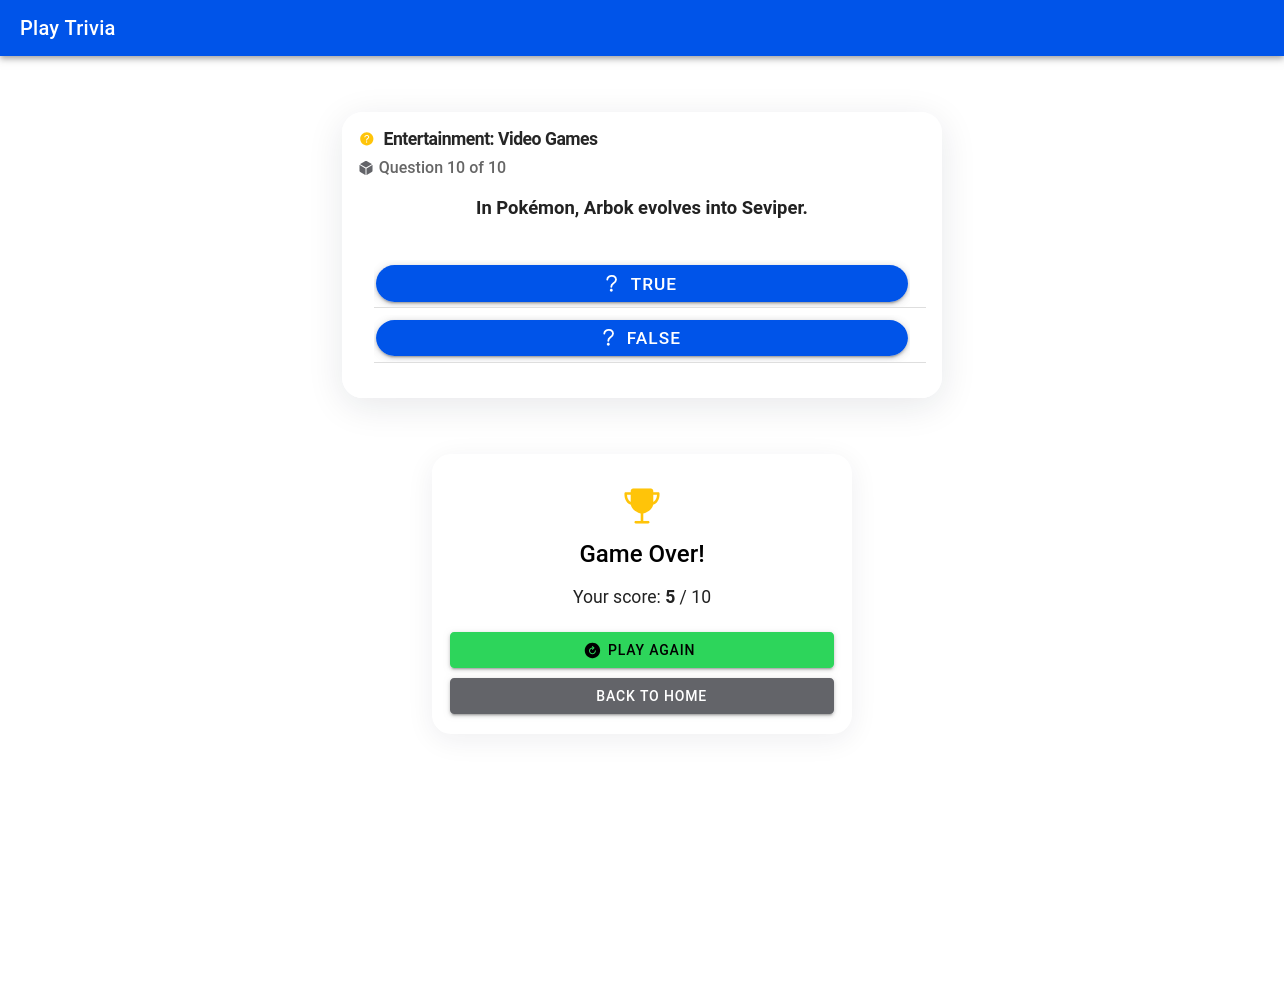 Play Trivia
Entertainment: Video Games
Question 10 of 10
In Pokémon, Arbok evolves into Seviper.
? TRUE
? FALSE
Game Over!
Your score: 5 / 10
PLAY AGAIN
BACK TO HOME